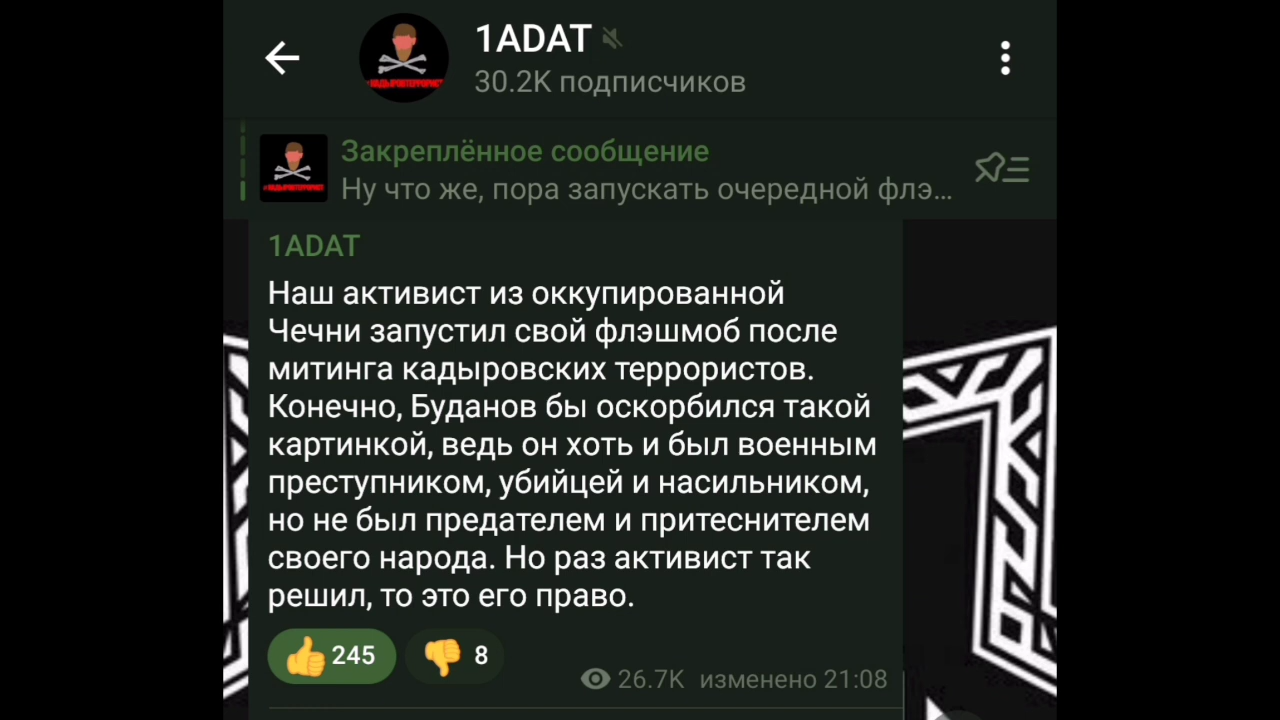 1ADAT
30.2K подписчиков
Закреплённое сообщение
Ну что же, пора запускать очередной флэ...
1ADAT
Наш активист из оккупированной
Чечни запустил свой флэшмоб после
митинга кадыровских террористов.
Конечно, Буданов бы оскорбился такой
картинкой, ведь он хоть и был военным
преступником, убийцей и насильником,
но не был предателем и притеснителем
своего народа. Но раз активист так
решил, то это его право.
245
8
26.7K изменено 21:08